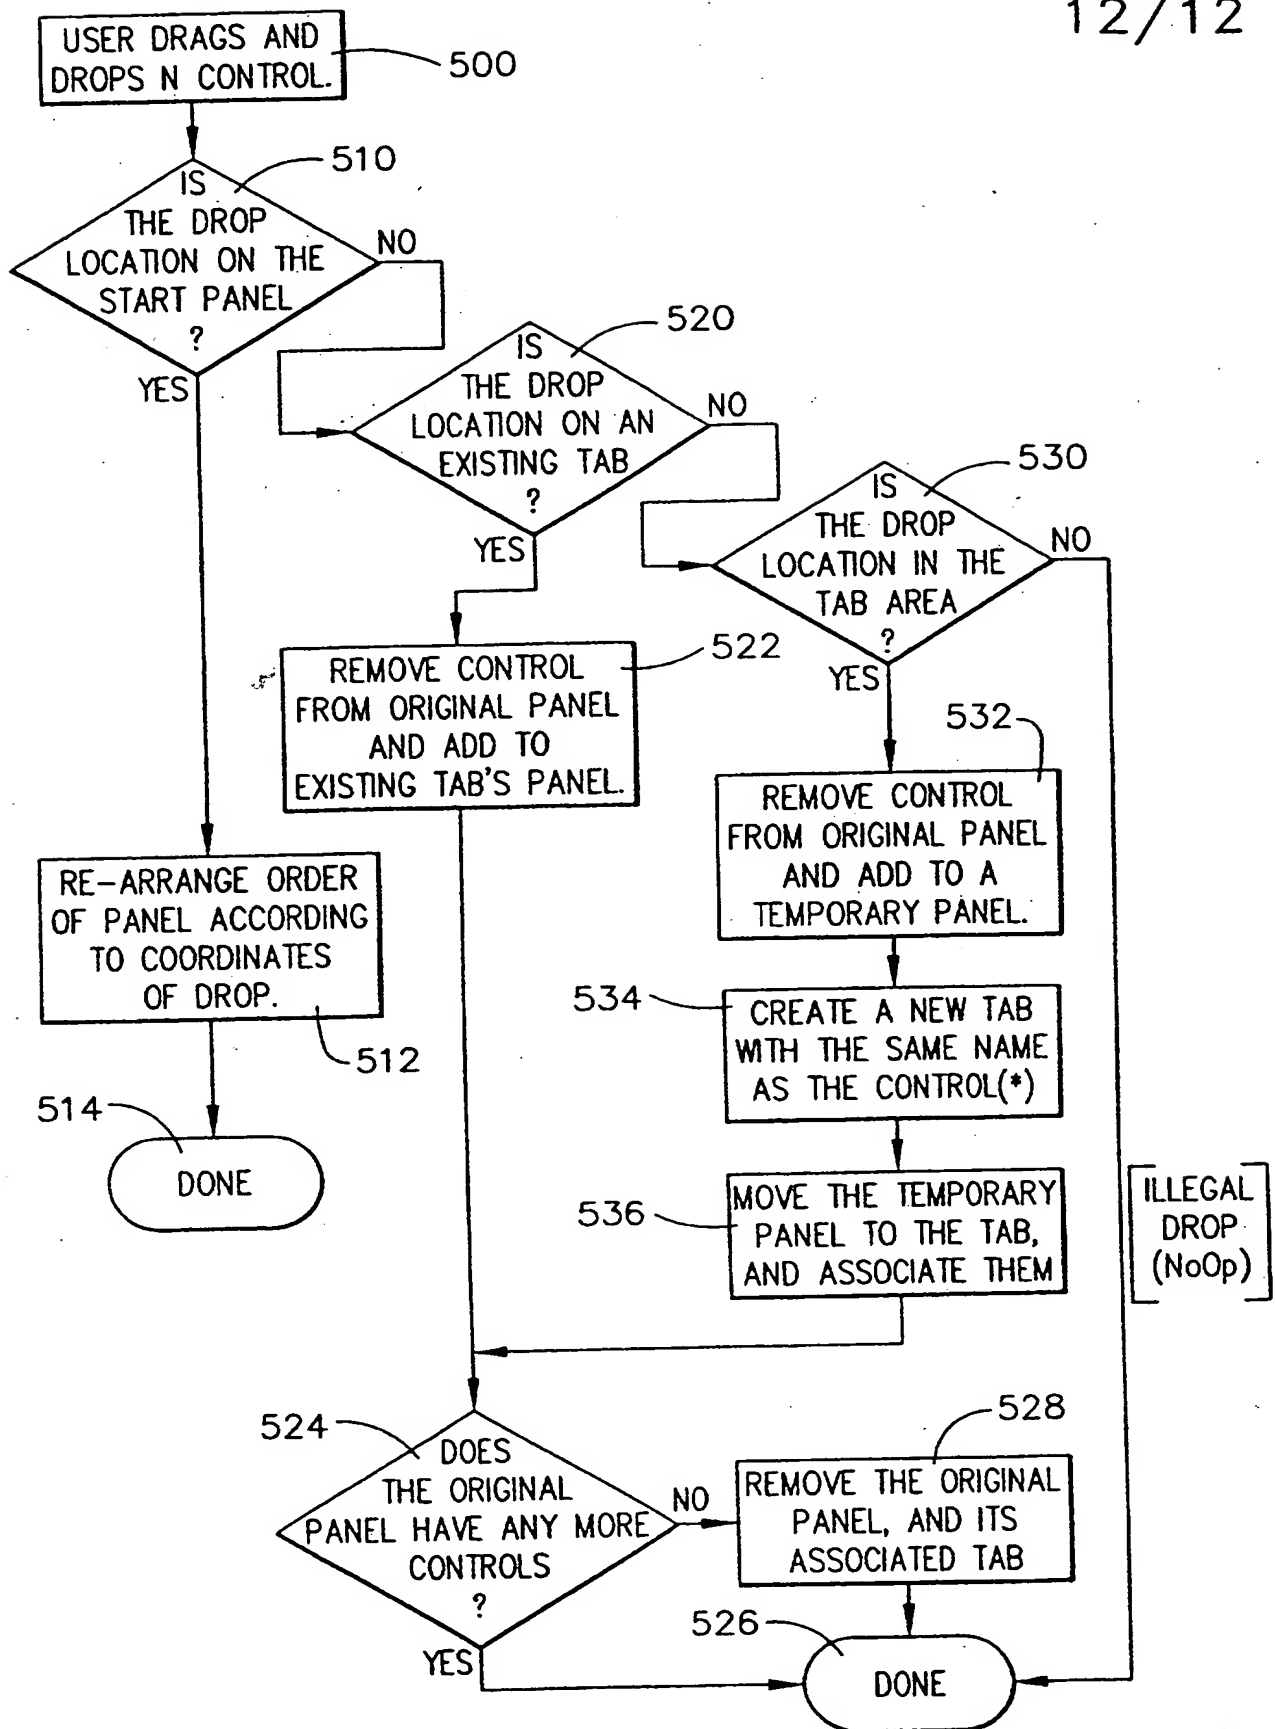 12/12
USER DRAGS AND
DROPS N CONTROL.
500
510
IS
THE DROP
LOCATION ON THE
START PANEL
?
NO
YES
520
IS
THE DROP
LOCATION ON AN
EXISTING TAB
?
NO
YES
530
IS
THE DROP
LOCATION IN THE
TAB AREA
?
NO
YES
522
REMOVE CONTROL
FROM ORIGINAL PANEL
AND ADD TO
EXISTING TAB'S PANEL.
532
REMOVE CONTROL
FROM ORIGINAL PANEL
AND ADD TO A
TEMPORARY PANEL.
RE-ARRANGE ORDER
OF PANEL ACCORDING
TO COORDINATES
OF DROP.
512
534
CREATE A NEW TAB
WITH THE SAME NAME
AS THE CONTROL(*)
514
DONE
536
MOVE THE TEMPORARY
PANEL TO THE TAB,
AND ASSOCIATE THEM
ILLEGAL
DROP
(NoOp)
524
DOES
THE ORIGINAL
PANEL HAVE ANY MORE
CONTROLS
?
NO
YES
528
REMOVE THE ORIGINAL
PANEL, AND ITS
ASSOCIATED TAB
526
DONE